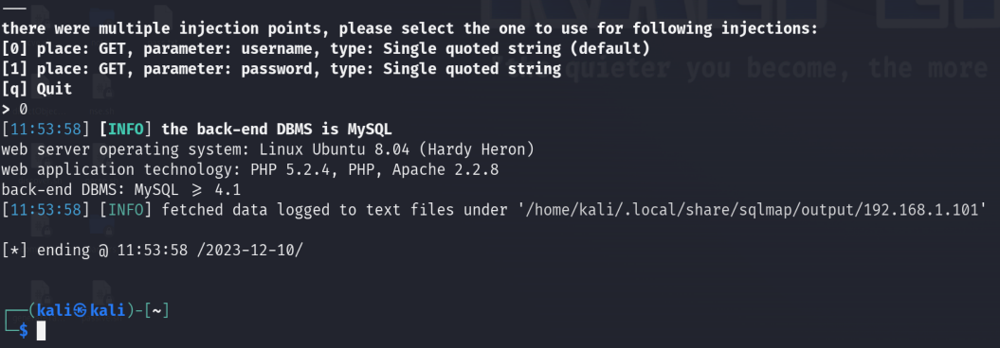 there were multiple injection points, please select the one to use for following injections:
[0] place: GET, parameter: username, type: Single quoted string (default)
[1] place: GET, parameter: password, type: Single quoted string
[q] Quit
> 0
[11:53:58] [INFO] the back-end DBMS is MySQL
web server operating system: Linux Ubuntu 8.04 (Hardy Heron)
web application technology: PHP 5.2.4, PHP, Apache 2.2.8
back-end DBMS: MySQL ≥ 4.1
[11:53:58] [INFO] fetched data logged to text files under '/home/kali/.local/share/sqlmap/output/192.168.1.101'
[*] ending @ 11:53:58 /2023-12-10/
┌──(kali㉿kali)-[~]
└─$
quieter you become, the more